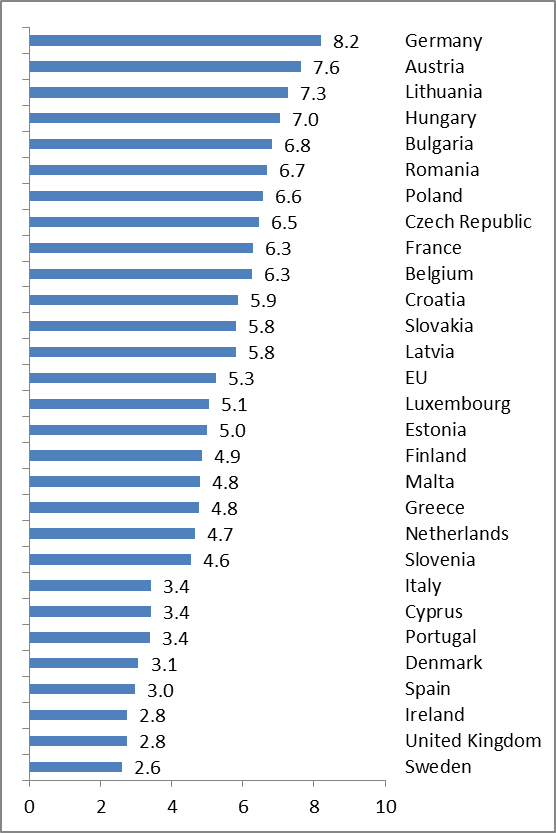 8.2 Germany
7.6 Austria
7.3 Lithuania
7.0 Hungary
6.8 Bulgaria
6.7 Romania
6.6 Poland
6.5 Czech Republic
6.3 France
6.3 Belgium
5.9 Croatia
5.8 Slovakia
5.8 Latvia
5.3 EU
5.1 Luxembourg
5.0 Estonia
4.9 Finland
4.8 Malta
4.8 Greece
4.7 Netherlands
4.6 Slovenia
3.4 Italy
3.4 Cyprus
3.4 Portugal
3.1 Denmark
3.0 Spain
2.8 Ireland
2.8 United Kingdom
2.6 Sweden
0 2 4 6 8 10